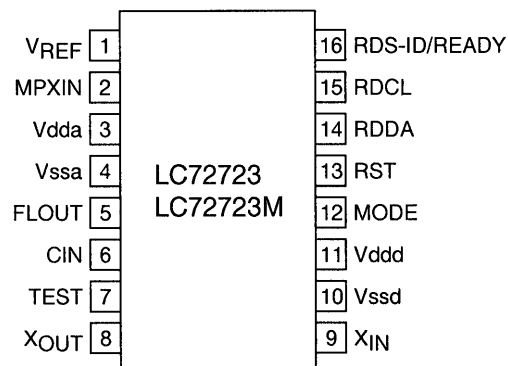 VREF 1 16 RDS-ID/READY
MPXIN 2 15 RDCL
Vdda 3 14 RDDA
Vssa 4 13 RST
LC72723
LC72723M
FLOUT 5 12 MODE
CIN 6 11 Vddd
TEST 7 10 Vssd
XOUT 8 9 XIN